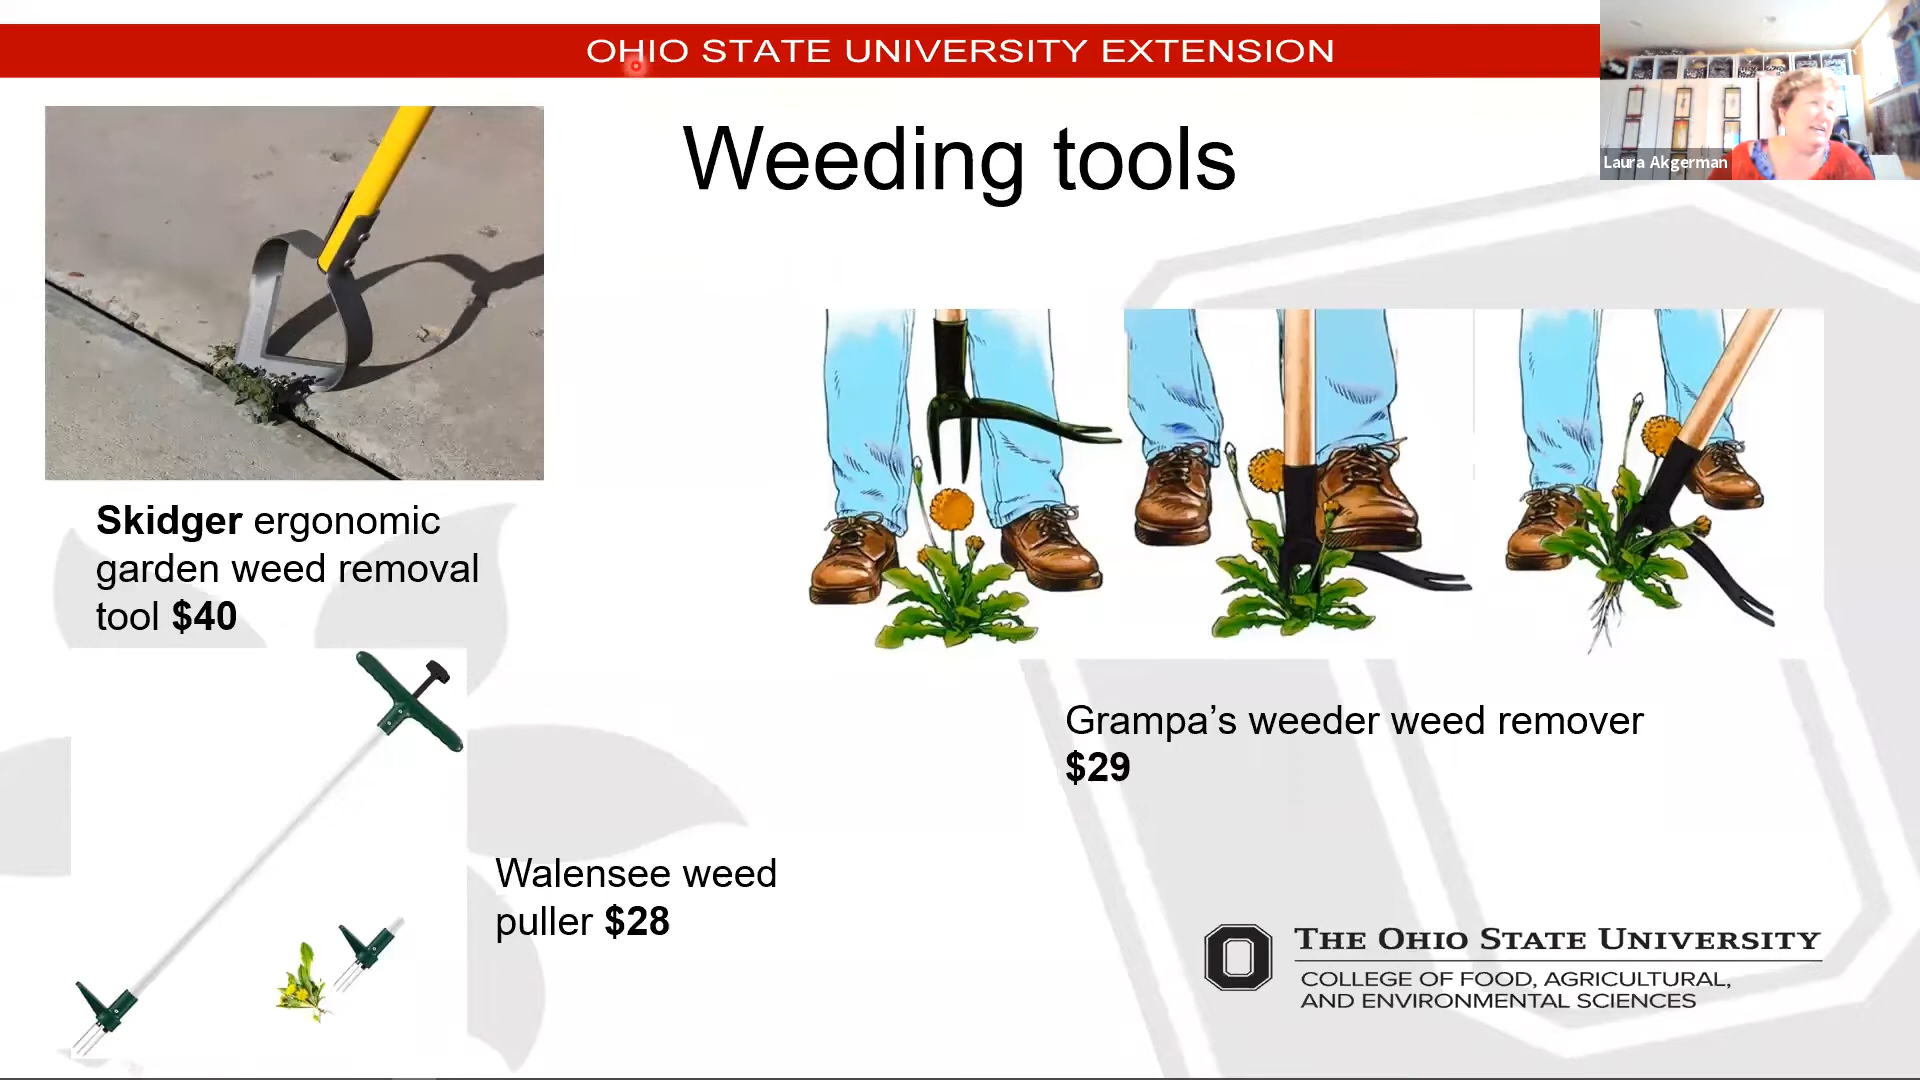 OHIO STATE UNIVERSITY EXTENSION
Laura Akgerman
Weeding tools
Skidger ergonomic
garden weed removal
tool $40
Grampa’s weeder weed remover
$29
Walensee weed
puller $28
THE OHIO STATE UNIVERSITY
COLLEGE OF FOOD, AGRICULTURAL,
AND ENVIRONMENTAL SCIENCES